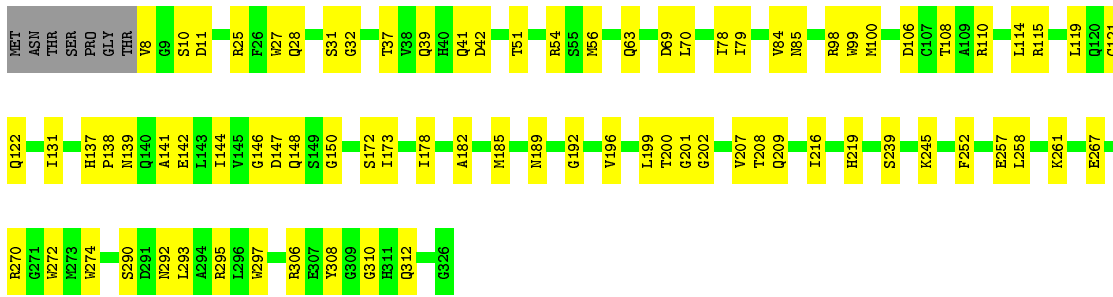 MET ASN THR SER PRO GLY THR V8 G9 S10 D11 R25 F26 W27 Q28 S31 G32 T37 V38 Q39 H40 Q41 D42 T51 R54 S55 M56 Q63 D69 L70 I78 I79 V84 N85 R98 W99 M100 D106 C107 T108 A109 R110 L114 R115 L119 Q120 G121
Q122 I131 H137 P138 N139 Q140 A141 E142 L143 I144 V145 G146 D147 Q148 S149 G150 S172 I173 I178 A182 M185 N189 G192 V196 L199 T200 G201 G202 V207 T208 Q209 I216 H219 S239 K245 F252 E257 L258 K261 E267
R270 G271 W272 M273 W274 S290 D291 N292 L293 A294 R295 L296 W297 R306 E307 Y308 G309 G310 H311 Q312 G326